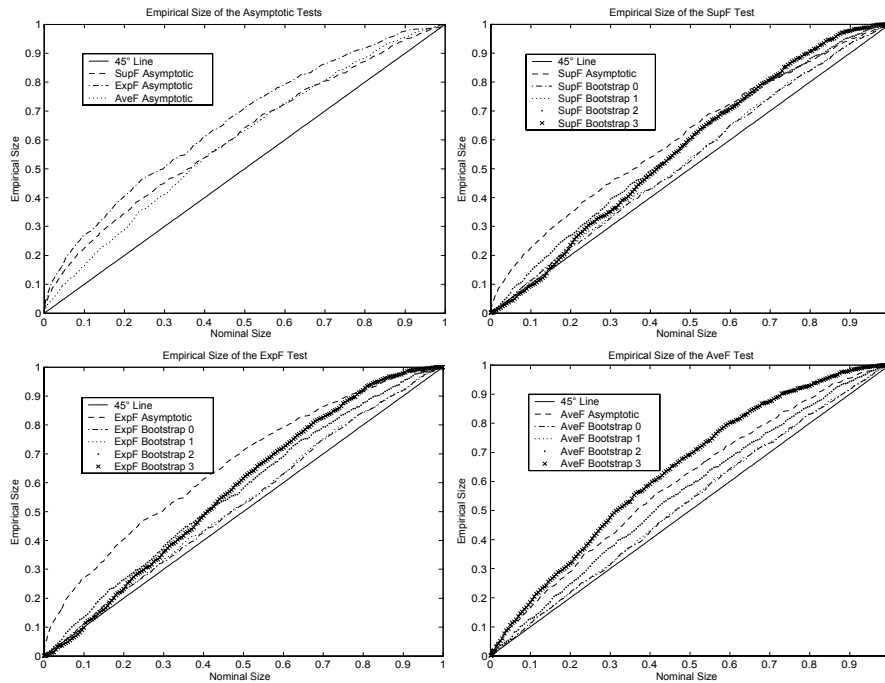 Empirical Size of the Asymptotic Tests
1
0.9
0.8
0.7
0.6
0.5
0.4
0.3
0.2
0.1
0
Empirical Size
45° Line
SupF Asymptotic
ExpF Asymptotic
AveF Asymptotic
0 0.1 0.2 0.3 0.4 0.5 0.6 0.7 0.8 0.9 1
Nominal Size
Empirical Size of the SupF Test
1
0.9
0.8
0.7
0.6
0.5
0.4
0.3
0.2
0.1
0
Empirical Size
45° Line
SupF Asymptotic
SupF Bootstrap 0
SupF Bootstrap 1
SupF Bootstrap 2
SupF Bootstrap 3
0 0.1 0.2 0.3 0.4 0.5 0.6 0.7 0.8 0.9
Nominal Size
Empirical Size of the ExpF Test
1
0.9
0.8
0.7
0.6
0.5
0.4
0.3
0.2
0.1
0
Empirical Size
45° Line
ExpF Asymptotic
ExpF Bootstrap 0
ExpF Bootstrap 1
ExpF Bootstrap 2
ExpF Bootstrap 3
0 0.1 0.2 0.3 0.4 0.5 0.6 0.7 0.8 0.9 1
Nominal Size
Empirical Size of the AveF Test
1
0.9
0.8
0.7
0.6
0.5
0.4
0.3
0.2
0.1
0
Empirical Size
45° Line
AveF Asymptotic
AveF Bootstrap 0
AveF Bootstrap 1
AveF Bootstrap 2
AveF Bootstrap 3
0 0.1 0.2 0.3 0.4 0.5 0.6 0.7 0.8 0.9
Nominal Size